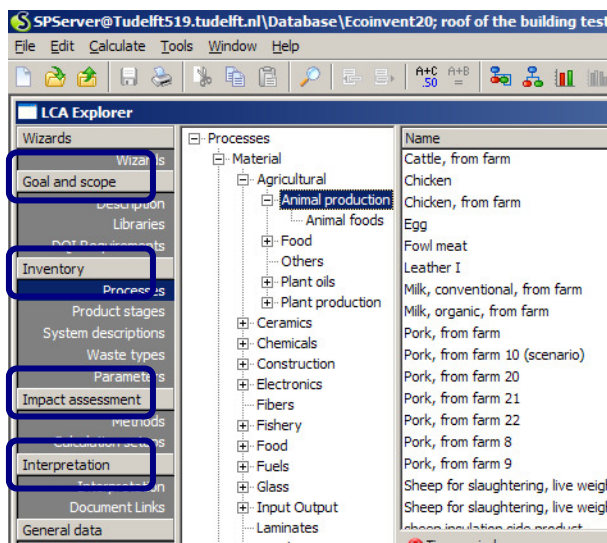 SPServer@Tudelft519.tudelft.nl\Database\Ecoinvent20; roof of the building test
File Edit Calculate Tools Window Help
A+C .50
A+B =
LCA Explorer
Wizards
Wizards
Goal and scope
Description
Libraries
DQI Requirements
Inventory
Processes
Product stages
System descriptions
Waste types
Parameters
Impact assessment
Methods
Calculation setups
Interpretation
Interpretation
Document Links
General data
Processes
Material
Agricultural
Animal production
Animal foods
Food
Others
Plant oils
Plant production
Ceramics
Chemicals
Construction
Electronics
Fibers
Fishery
Food
Fuels
Glass
Input Output
Laminates
Name
Cattle, from farm
Chicken
Chicken, from farm
Egg
Fowl meat
Leather I
Milk, conventional, from farm
Milk, organic, from farm
Pork, from farm
Pork, from farm 10 (scenario)
Pork, from farm 20
Pork, from farm 21
Pork, from farm 22
Pork, from farm 8
Pork, from farm 9
Sheep for slaughtering, live weigh
Sheep for slaughtering, live weigh
sheep insulation side product